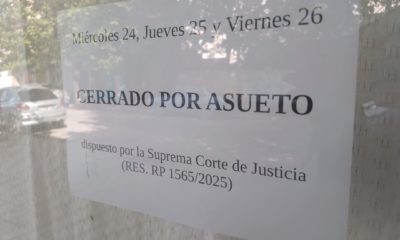 Miércoles 24, Jueves 25 y Viernes 26
CERRADO POR ASUETO
dispuesto por la Suprema Corte de Justicia
(RES. RP 1565/2025)